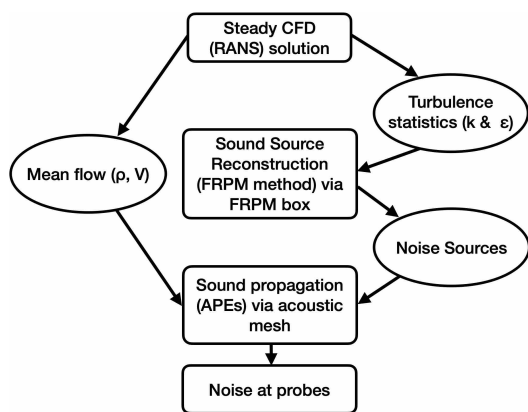 Steady CFD
(RANS) solution
Turbulence
statistics (k & ε)
Sound Source
Reconstruction
(FRPM method) via
FRPM box
Mean flow (ρ, V)
Noise Sources
Sound propagation
(APEs) via acoustic
mesh
Noise at probes